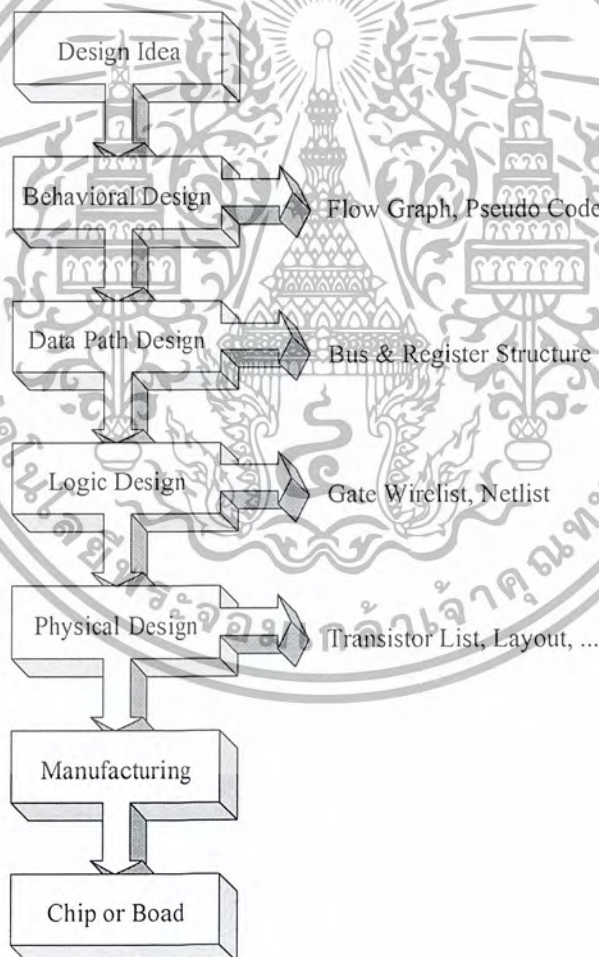 Design Idea
Behavioral Design
Flow Graph, Pseudo Code
Data Path Design
Bus & Register Structure
Logic Design
Gate Wirelist, Netlist
Physical Design
Transistor List, Layout, ...
Manufacturing
Chip or Boad